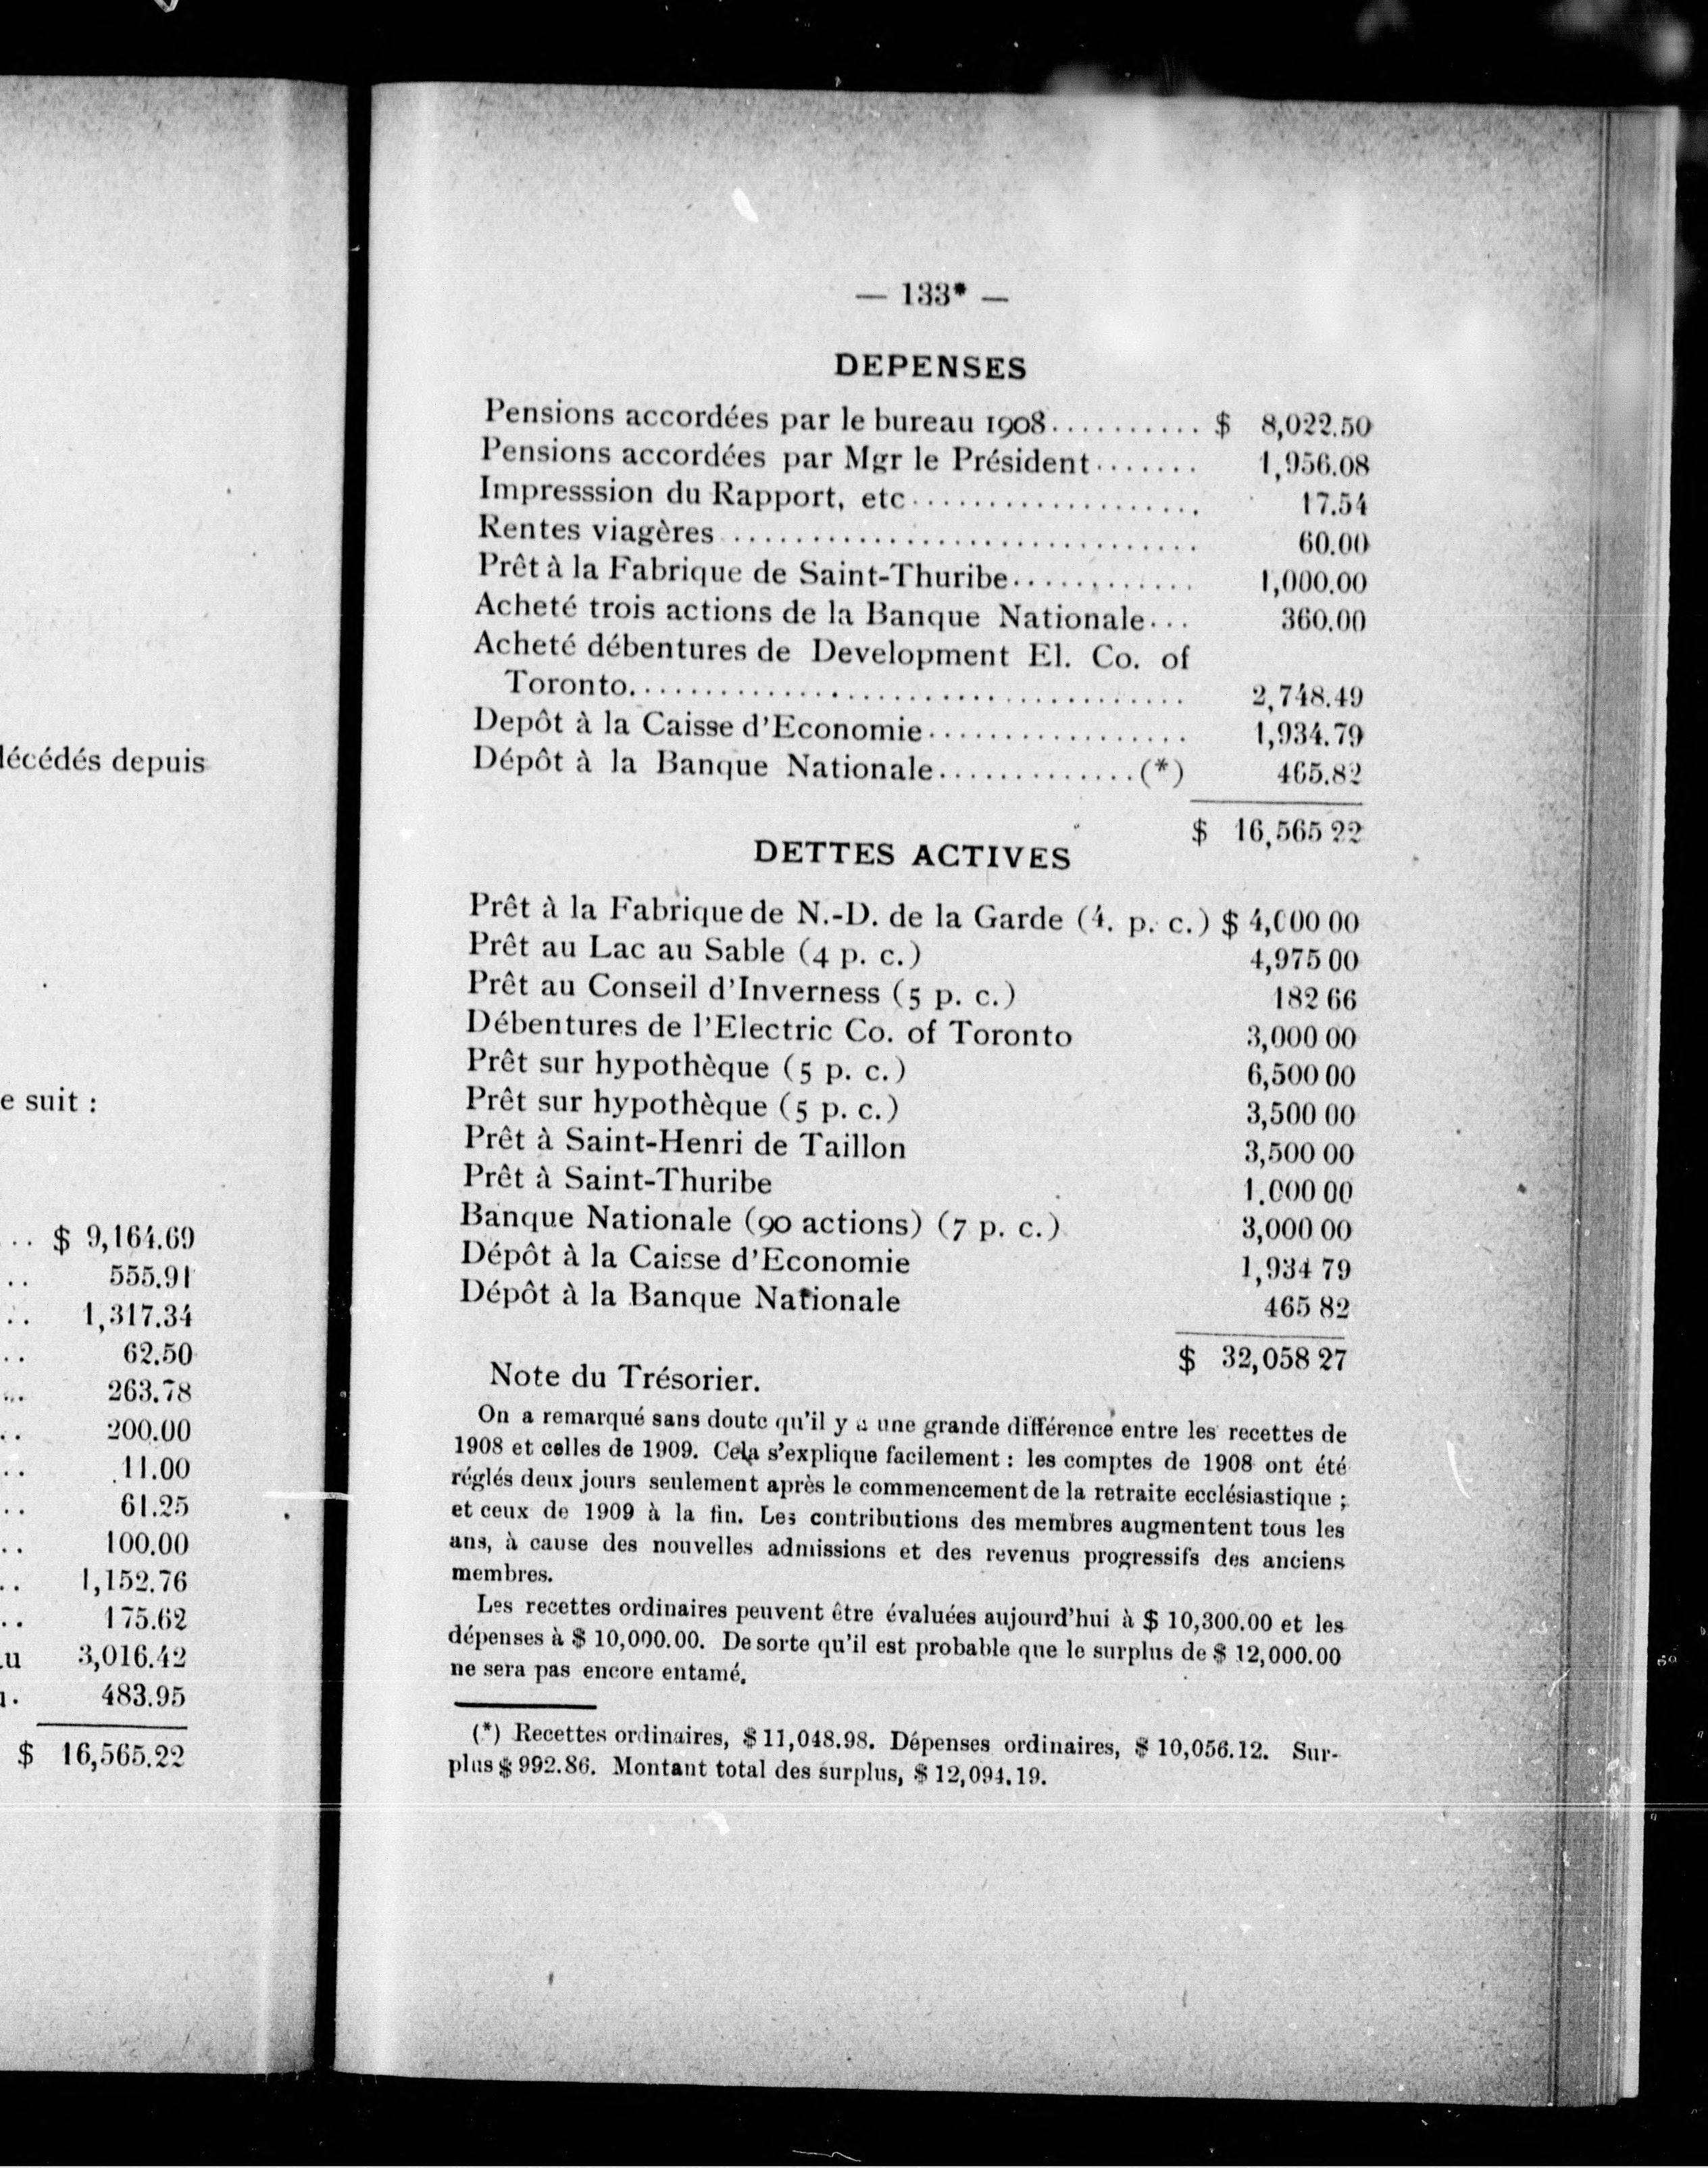 lécédés depuis
e suit :
.. $ 9,164.69
.. 555.91
.. 1,317.34
.. 62.50
... 263.78
.. 200.00
.. 11.00
.. 61.25
.. 100.00
.. 1,152.76
.. 175.62
.u 3,016.42
483.95
$ 16,565.22
— 133* —
DEPENSES
Pensions accordées par le bureau 1908........... $ 8,022.50
Pensions accordées par Mgr le Président....... 1,956.08
Impresssion du Rapport, etc................... 17.54
Rentes viagères .............................. 60.00
Prêt à la Fabrique de Saint-Thuribe............ 1,000.00
Acheté trois actions de la Banque Nationale... 360.00
Acheté débentures de Development El. Co. of
Toronto.................................... 2,748.49
Depôt à la Caisse d'Economie................. 1,934.79
Dépôt à la Banque Nationale..............(*) 465.82
$ 16,565 22
DETTES ACTIVES
Prêt à la Fabrique de N.-D. de la Garde (4. p. c.) $ 4,000 00
Prêt au Lac au Sable (4 p. c.) 4,975 00
Prêt au Conseil d'Inverness (5 p. c.) 182 66
Débentures de l'Electric Co. of Toronto 3,000 00
Prêt sur hypothèque (5 p. c.) 6,500 00
Prêt sur hypothèque (5 p. c.) 3,500 00
Prêt à Saint-Henri de Taillon 3,500 00
Prêt à Saint-Thuribe 1.000 00
Banque Nationale (90 actions) (7 p. c.) 3,000 00
Dépôt à la Caisse d'Economie 1,934 79
Dépôt à la Banque Nationale 465 82
$ 32,058 27
Note du Trésorier.
On a remarqué sans doute qu'il y a une grande différence entre les recettes de
1908 et celles de 1909. Cela s'explique facilement : les comptes de 1908 ont été
réglés deux jours seulement après le commencement de la retraite ecclésiastique ;
et ceux de 1909 à la fin. Les contributions des membres augmentent tous les
ans, à cause des nouvelles admissions et des revenus progressifs des anciens
membres.
Les recettes ordinaires peuvent être évaluées aujourd'hui à $ 10,300.00 et les
dépenses à $ 10,000.00. De sorte qu'il est probable que le surplus de $ 12,000.00
ne sera pas encore entamé.
(*) Recettes ordinaires, $ 11,048.98. Dépenses ordinaires, $ 10,056.12. Sur-
plus $ 992.86. Montant total des surplus, $ 12,094.19.